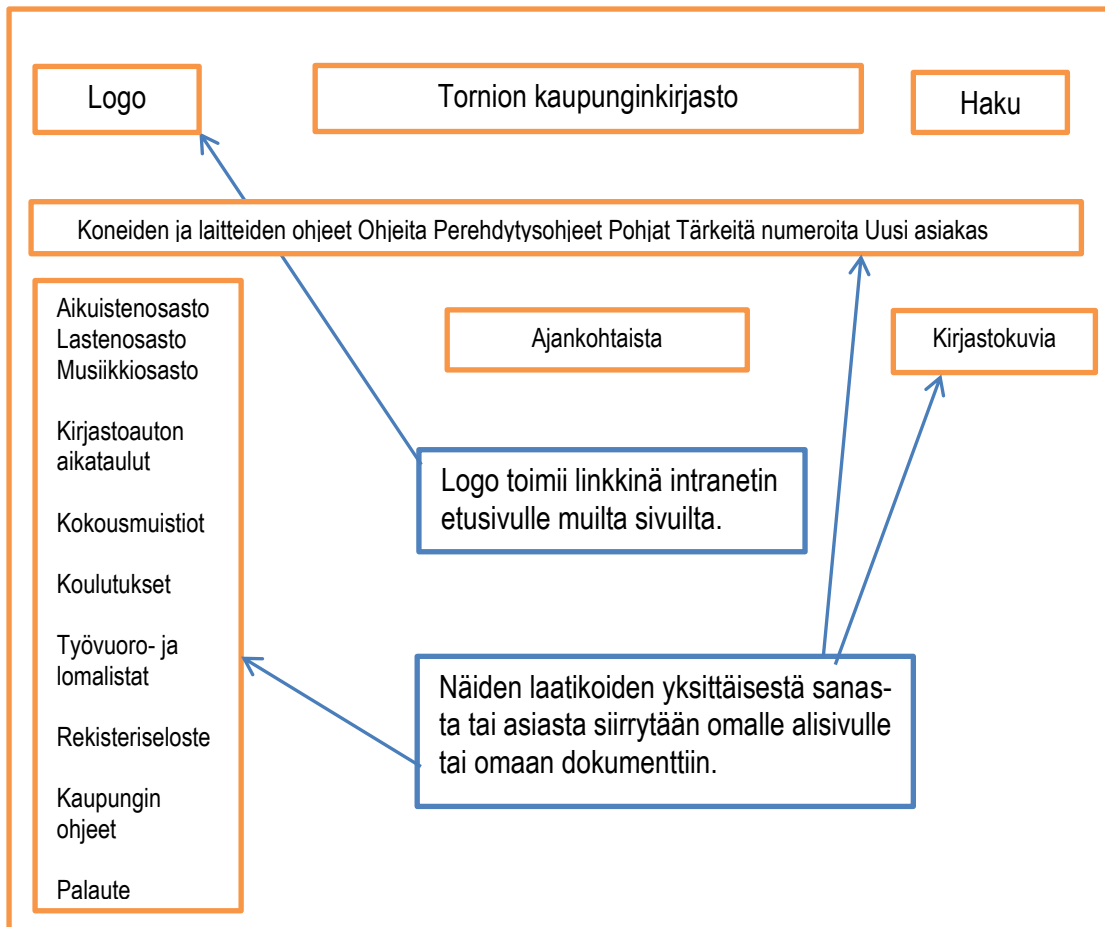 Logo
Tornion kaupunginkirjasto
Haku
Koneiden ja laitteiden ohjeet Ohjeita Perehdytysohjeet Pohjat Tärkeitä numeroita Uusi asiakas
Aikuistenosasto
Lastenosasto
Musiikkiosasto
Kirjastoauton
aikataulut
Kokousmuistiot
Koulutukset
Työvuoro- ja
lomalistat
Rekisteriseloste
Kaupungin
ohjeet
Palaute
Ajankohtaista
Kirjastokuvia
Logo toimii linkkinä intranetin
etusivulle muilta sivuilta.
Näiden laatikoiden yksittäisestä sanas-
ta tai asiasta siirrytään omalle alisivulle
tai omaan dokumenttiin.